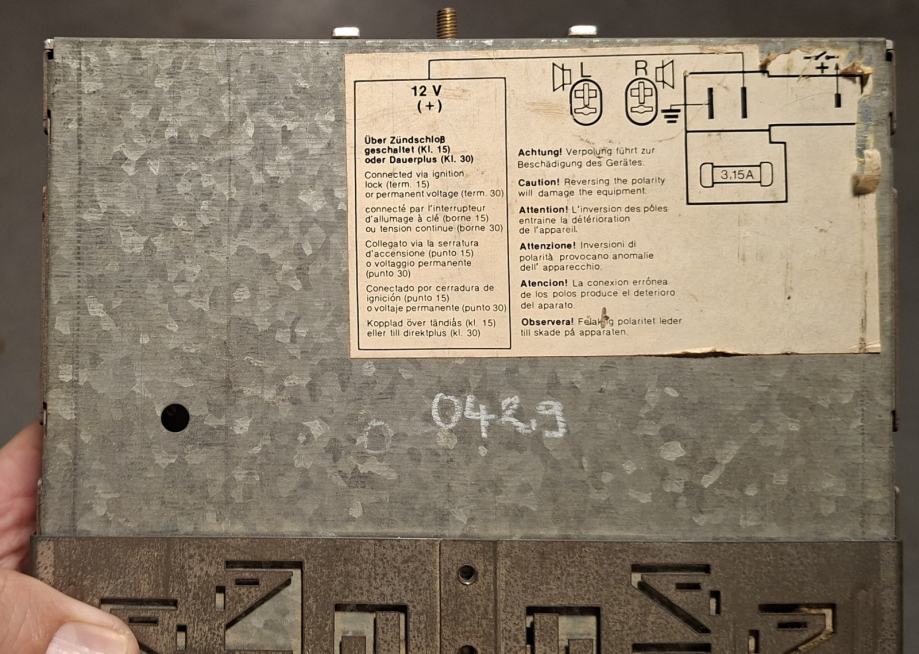 12 V
(+)
Über Zündschloß
geschaltet (Kl. 15)
oder Dauerplus (Kl. 30)
Connected via ignition
lock (term. 15)
or permanent voltage (term. 30)
connecté par l'interrupteur
d'allumage à clé (borne 15)
ou tension continue (borne 30)
Collegato via la serratura
d'accensione (punto 15)
o voltaggio permanente
(punto 30)
Conectado por cerradura de
ignición (punto 15)
o voltaje permanente (punto 30)
Kopplad över tändlås (kl. 15)
eller till direktplus (kl. 30)
L R
+
3.15A
Achtung! Verpolung führt zur
Beschädigung des Gerätes.
Caution! Reversing the polarity
will damage the equipment.
Attention! L'inversion des pôles
entraine la détérioration
de l'appareil.
Attenzione! Inversioni di
polarità provocano anomalie
dell' apparecchio.
Atencion! La conexion errónea
de los polos produce el deterioro
del aparato.
Observera! Felaktig polaritet leder
till skade på apparaten.